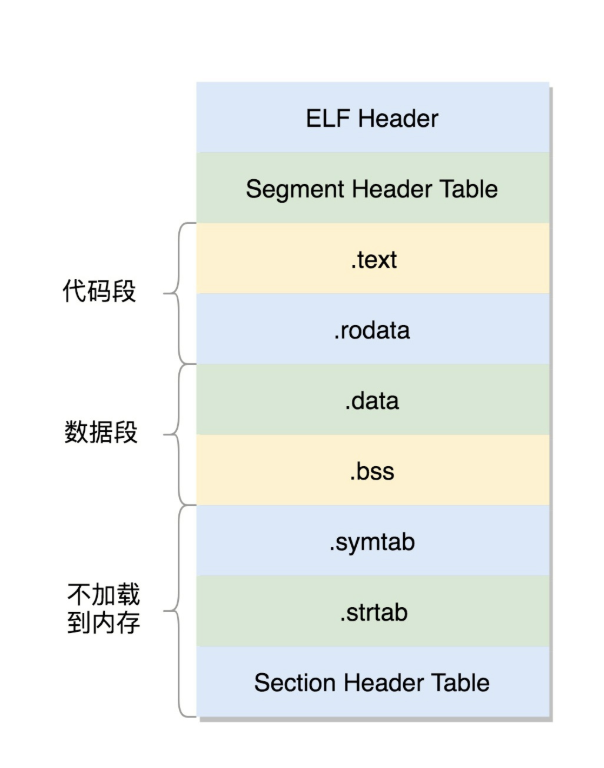 ELF Header
Segment Header Table
代码段
.text
.rodata
数据段
.data
.bss
不加载
到内存
.symtab
.strtab
Section Header Table